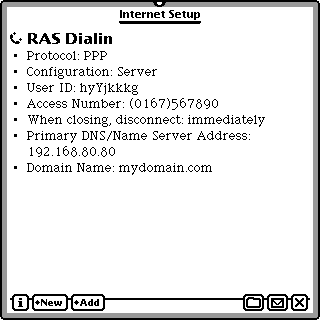 Internet Setup
RAS Dialin
• Protocol: PPP
• Configuration: Server
• User ID: hyYjkkkg
• Access Number: (0167)567890
• When closing, disconnect: immediately
• Primary DNS/Name Server Address:
192.168.80.80
• Domain Name: mydomain.com
i New Add